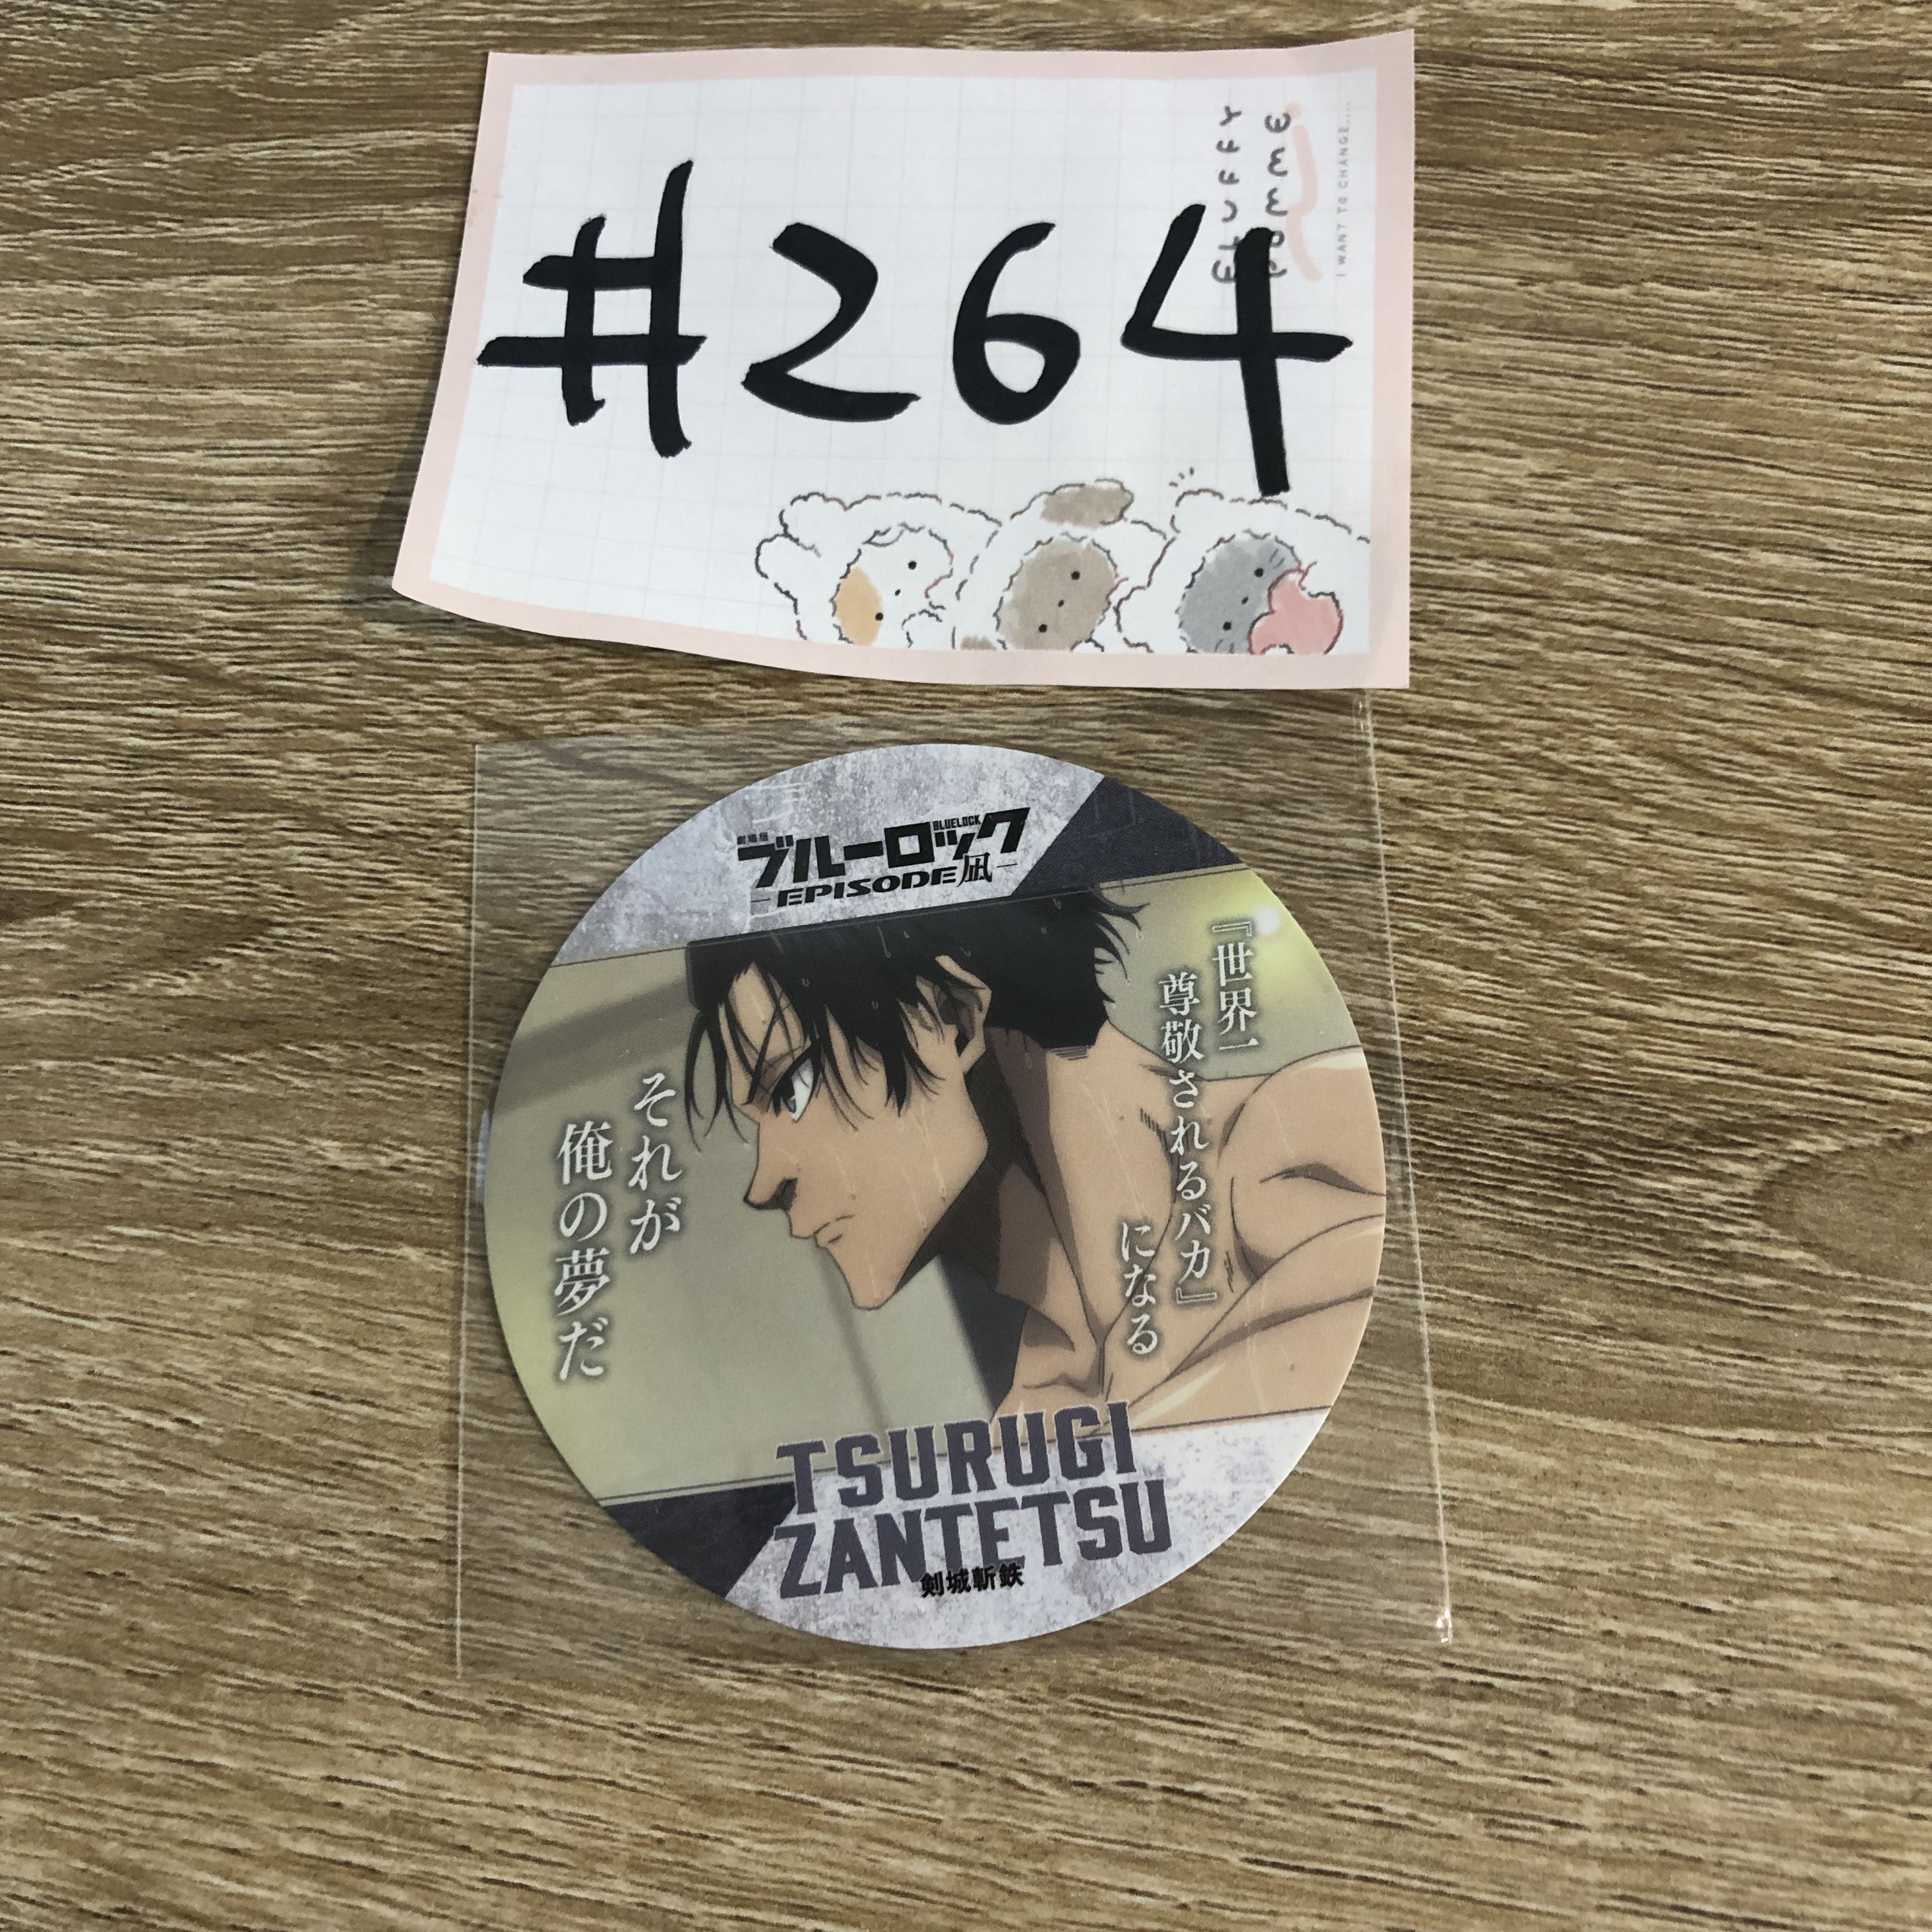 #264
I WANT TO CHANGE....
劇場版
ブルーロック
BLUELOCK
-EPISODE凪-
『世界一
尊敬されるバカ』
になる
それが
俺の夢だ
TSURUGI
ZANTETSU
剣城斬鉄